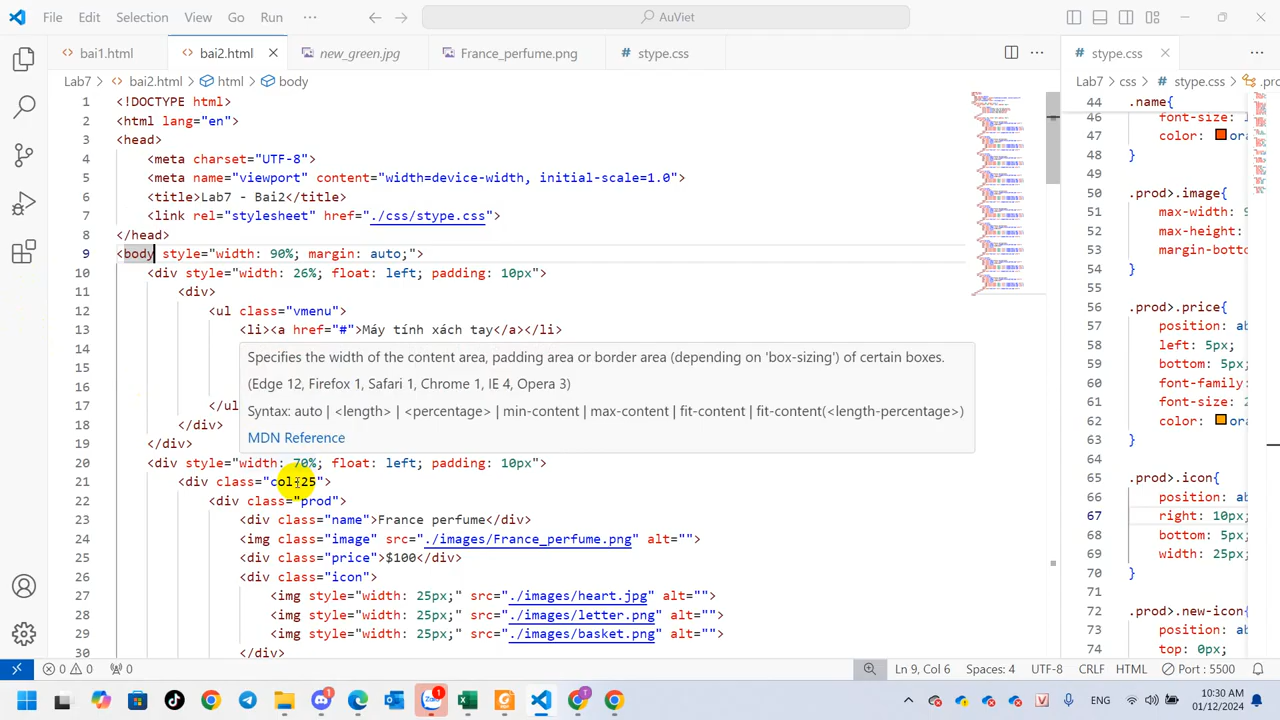 File Edit Selection View Go Run ··· AuViet
bai1.html bai2.html new_green.jpg France_perfume.png stype.css stype.css
Lab7 > bai2.html > html > body
Lab7 > css > # stype.css >
1 <!DOCTYPE html>
2 <html lang="en">
3 <head>
4 <meta charset="UTF-8">
5 <meta name="viewport" content="width=device-width, initial-scale=1.0">
6 <title>Lab7 - Bai2</title>
7 <link rel="stylesheet" href="./css/stype.css">
8 </head>
9 <body style="width: 90%; margin: auto;">
10 <div style="width: 20%; float: left; padding: 10px">
11 <div>
12 <ul class="vmenu">
13 <li><a href="#">Máy tính xách tay</a></li>
14
15
16
17 </ul
18 </div>
19 </div>
20 <div style="width: 70%; float: left; padding: 10px">
21 <div class="col-25">
22 <div class="prod">
23 <div class="name">France perfume</div>
24 <img class="image" src="./images/France_perfume.png" alt="">
25 <div class="price">$100</div>
26 <div class="icon">
27 <img style="width: 25px;" src="./images/heart.jpg" alt="">
28 <img style="width: 25px;" src="./images/letter.png" alt="">
29 <img style="width: 25px;" src="./images/basket.png" alt="">
30 </div>
Specifies the width of the content area, padding area or border area (depending on 'box-sizing') of certain boxes.
(Edge 12, Firefox 1, Safari 1, Chrome 1, IE 4, Opera 3)
Syntax: auto | <length> | <percentage> | min-content | max-content | fit-content | fit-content(<length-percentage>)
MDN Reference
44
46 font-size:
47 color:
48 }
49
50 .prod>.image
51 max-width: 9
52 max-height:
53 margin-bottom
54 }
55
56 .prod>.price
57 position: ab
58 left: 5px;
59 bottom: 5px
60 font-family:
61 font-size: 2
62 color:
63 }
64
65 .prod>.icon{
66 position: ab
67 right: 10px;
68 bottom: 5px
69 width: 25px;
70 }
71
72 .prod>.new-icon{
73 position: ab
74 top: 0px;
0 0 0
Ln 9, Col 6 Spaces: 4 UTF-8 CRLF HTML Port : 5500
Zalo 1 ENG
10:30 AM
01/12/2024